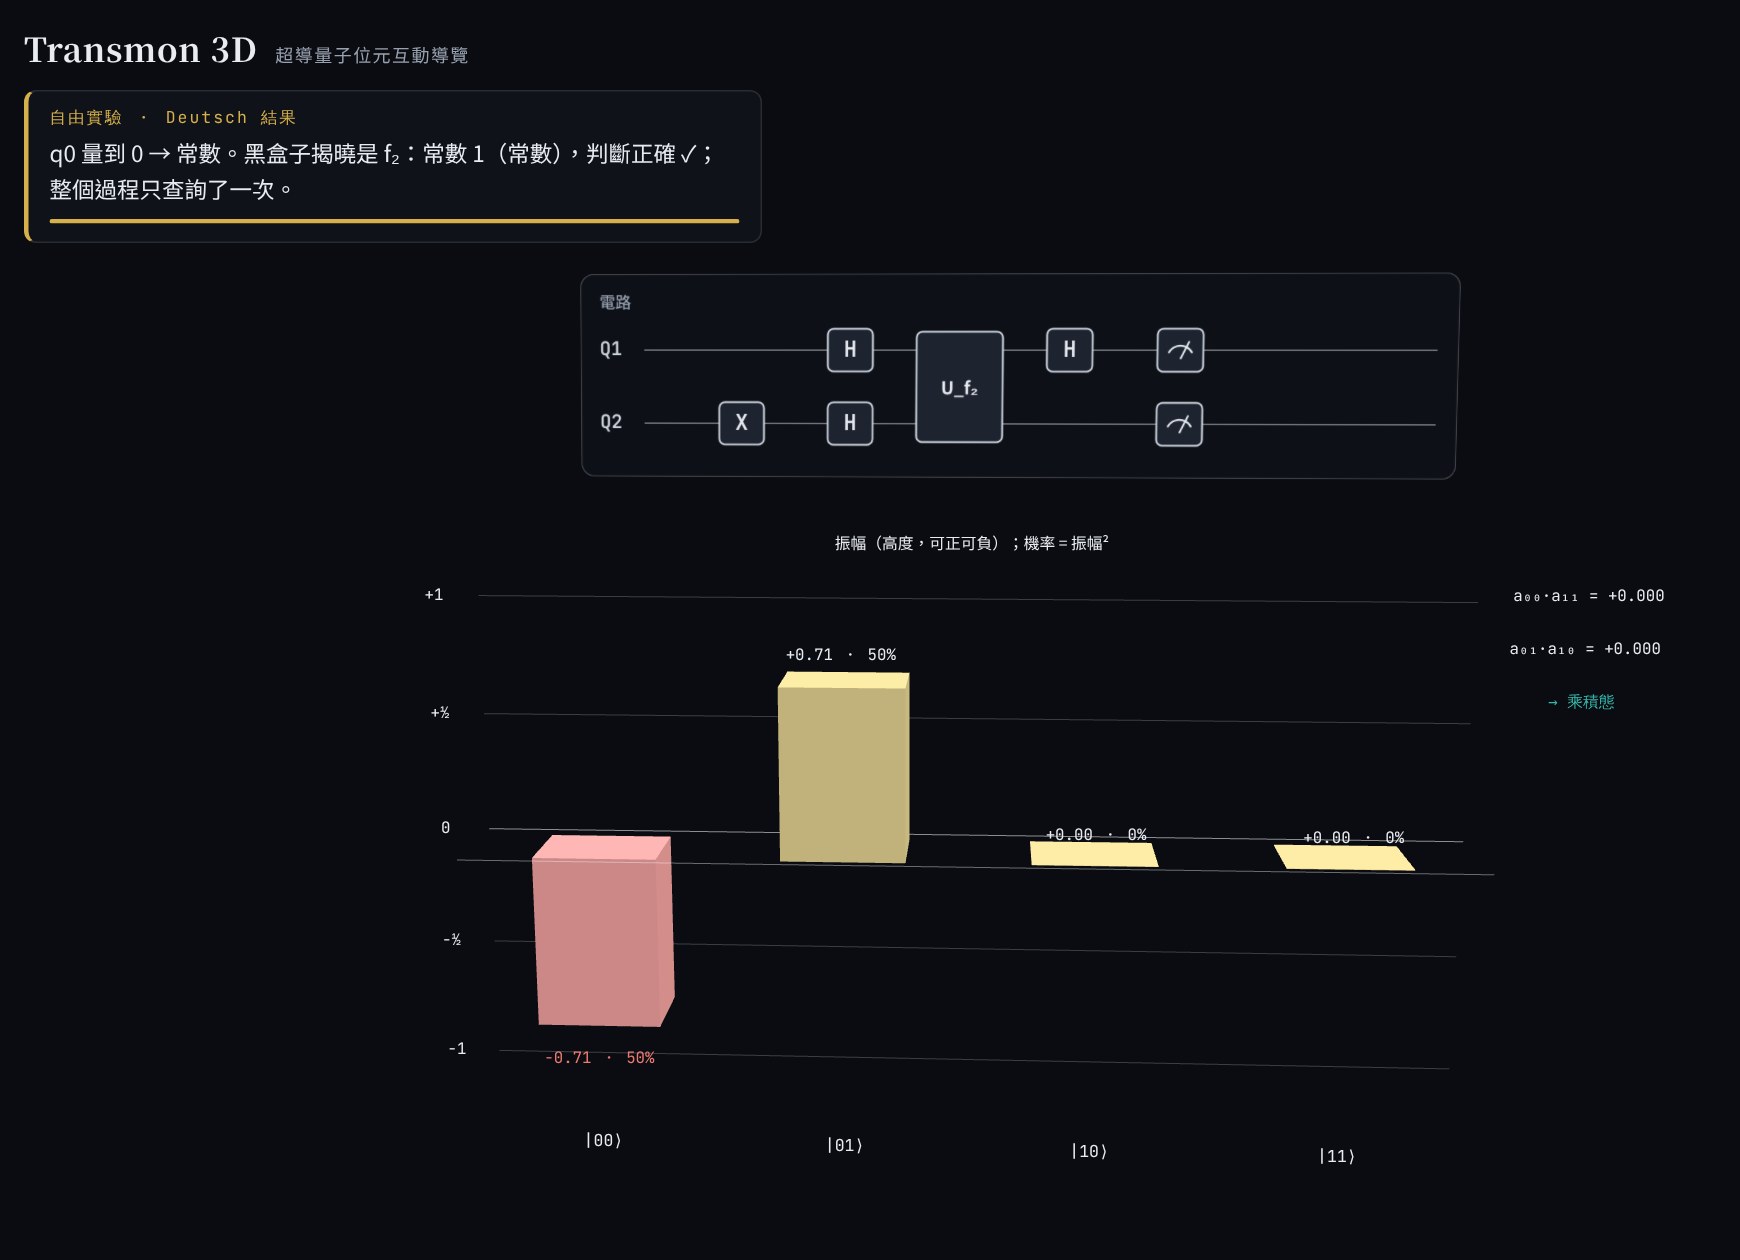 Transmon 3D 超導量子位元互動導覽
自由實驗 · Deutsch 結果
q0 量到 0 → 常數。黑盒子揭曉是 f₂：常數 1（常數），判斷正確 ✓；
整個過程只查詢了一次。
電路
Q1 H H
U_f₂
Q2 X H
振幅（高度，可正可負）；機率 = 振幅²
+1
a₀₀·a₁₁ = +0.000
a₀₁·a₁₀ = +0.000
→ 乘積態
+0.71 · 50%
+½
0
+0.00 · 0%
+0.00 · 0%
-½
-1
-0.71 · 50%
|00⟩
|01⟩
|10⟩
|11⟩